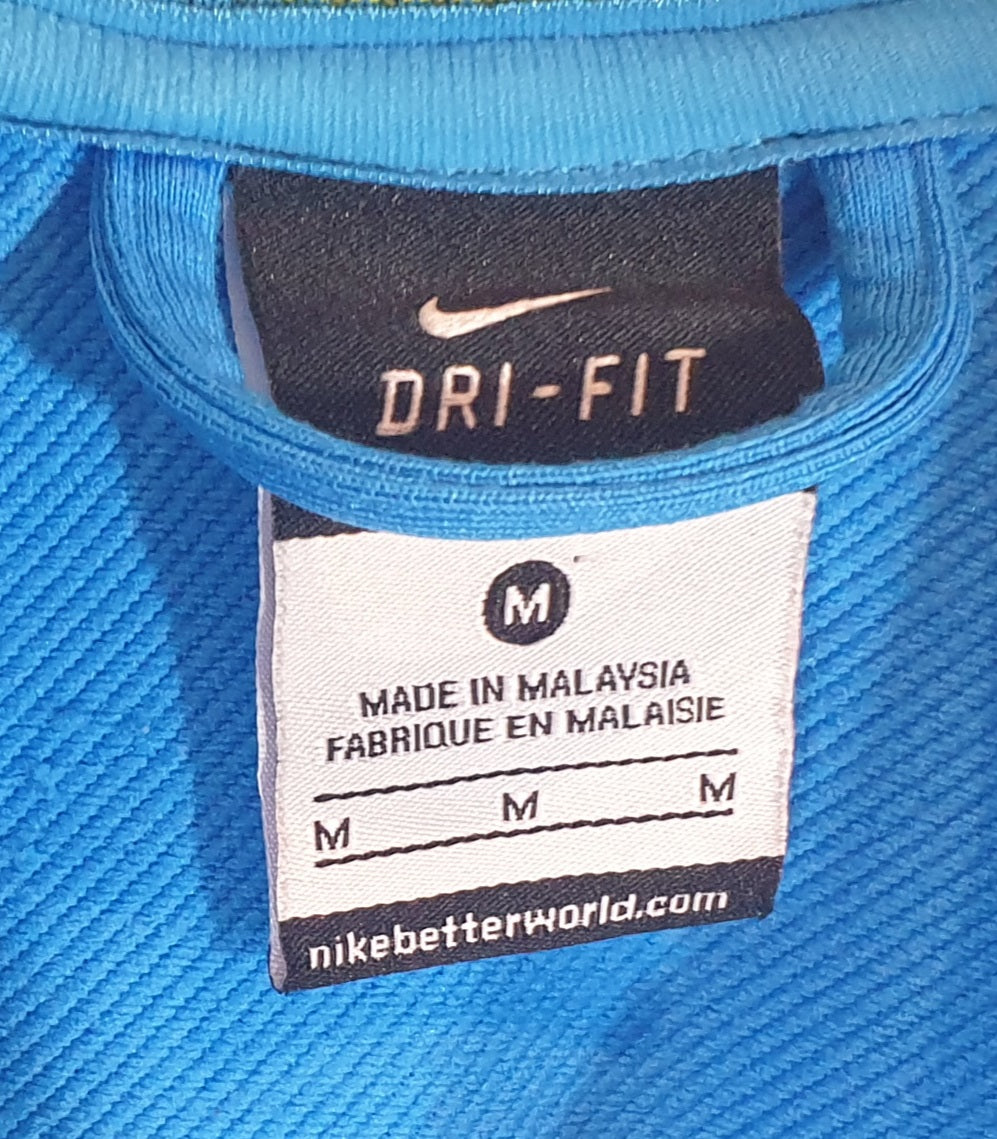 DRI-FIT
M
MADE IN MALAYSIA
FABRIQUE EN MALAISIE
M M M
nikebetterworld.com